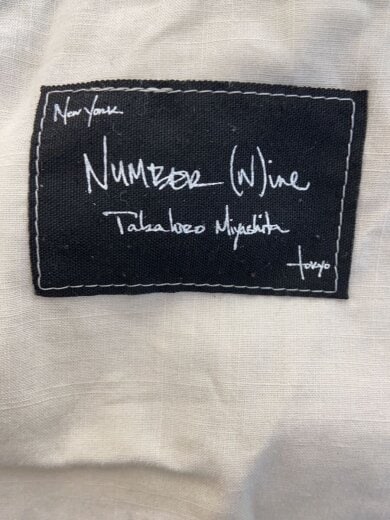 New York
NUMBER (N)ine
Takahiro Miyashita
tokyo